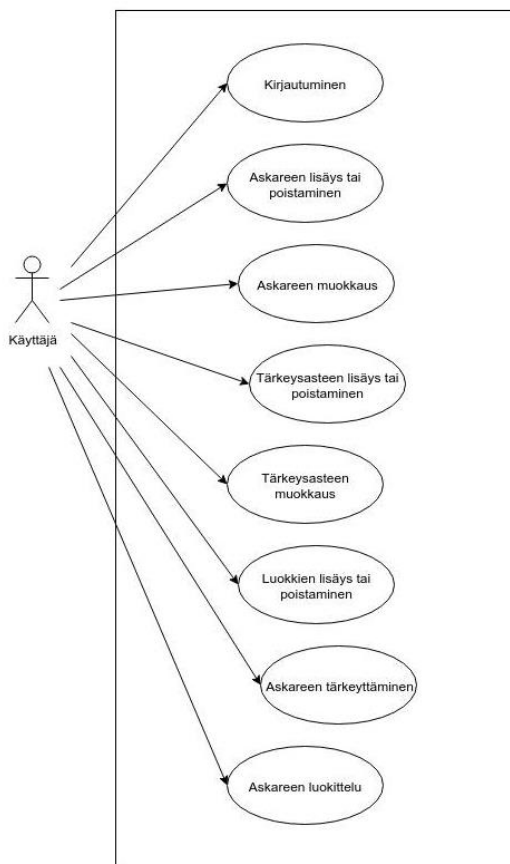 Kirjautuminen
Askareen lisäys tai
poistaminen
Askareen muokkaus
Käyttäjä
Tärkeysasteen lisäys tai
poistaminen
Tärkeysasteen
muokkaus
Luokkien lisäys tai
poistaminen
Askareen tärkeyttäminen
Askareen luokittelu